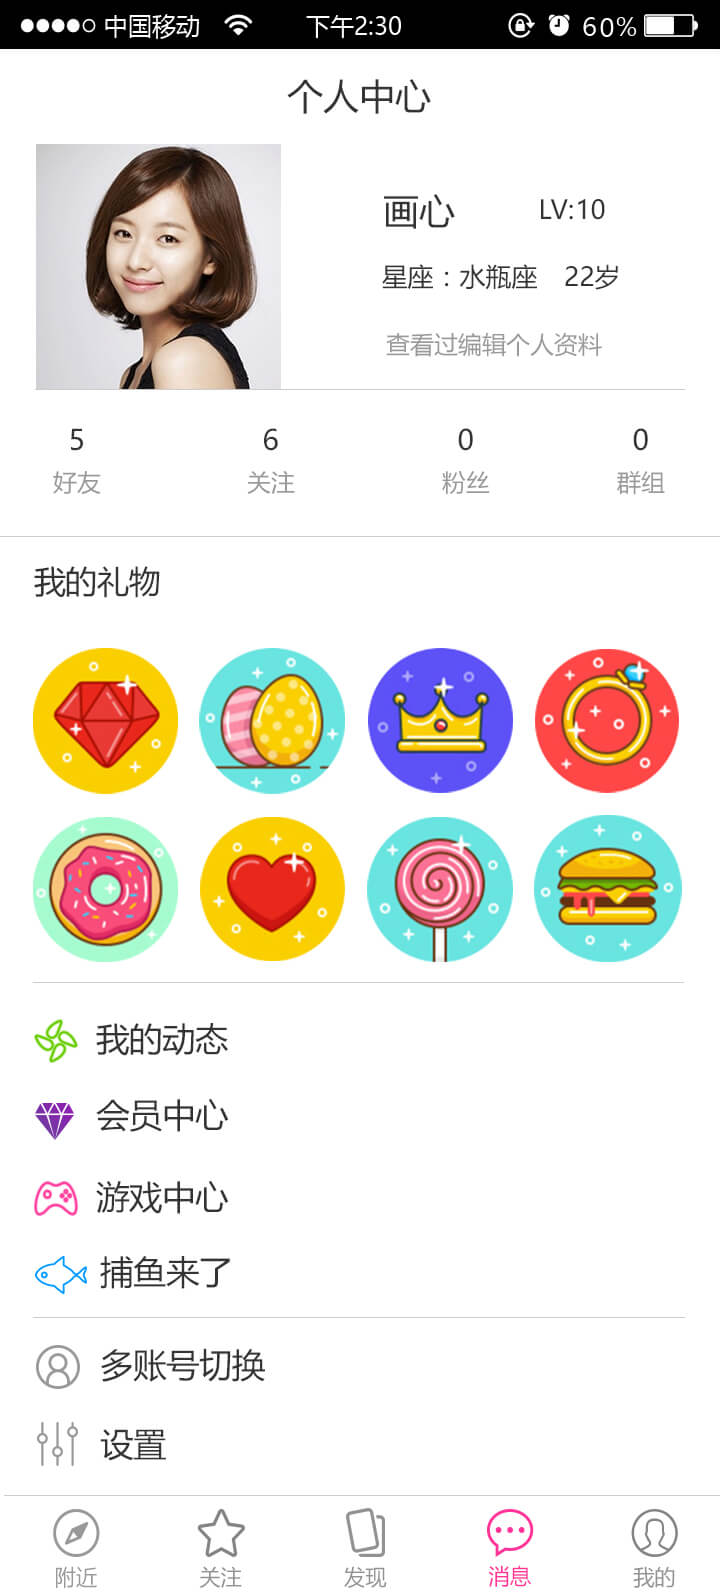 中国移动 下午2:30 60%
个人中心
画心 LV:10
星座：水瓶座 22岁
查看过编辑个人资料
5 6 0 0
好友 关注 粉丝 群组
我的礼物
我的动态
会员中心
游戏中心
捕鱼来了
多账号切换
设置
附近 关注 发现 消息 我的